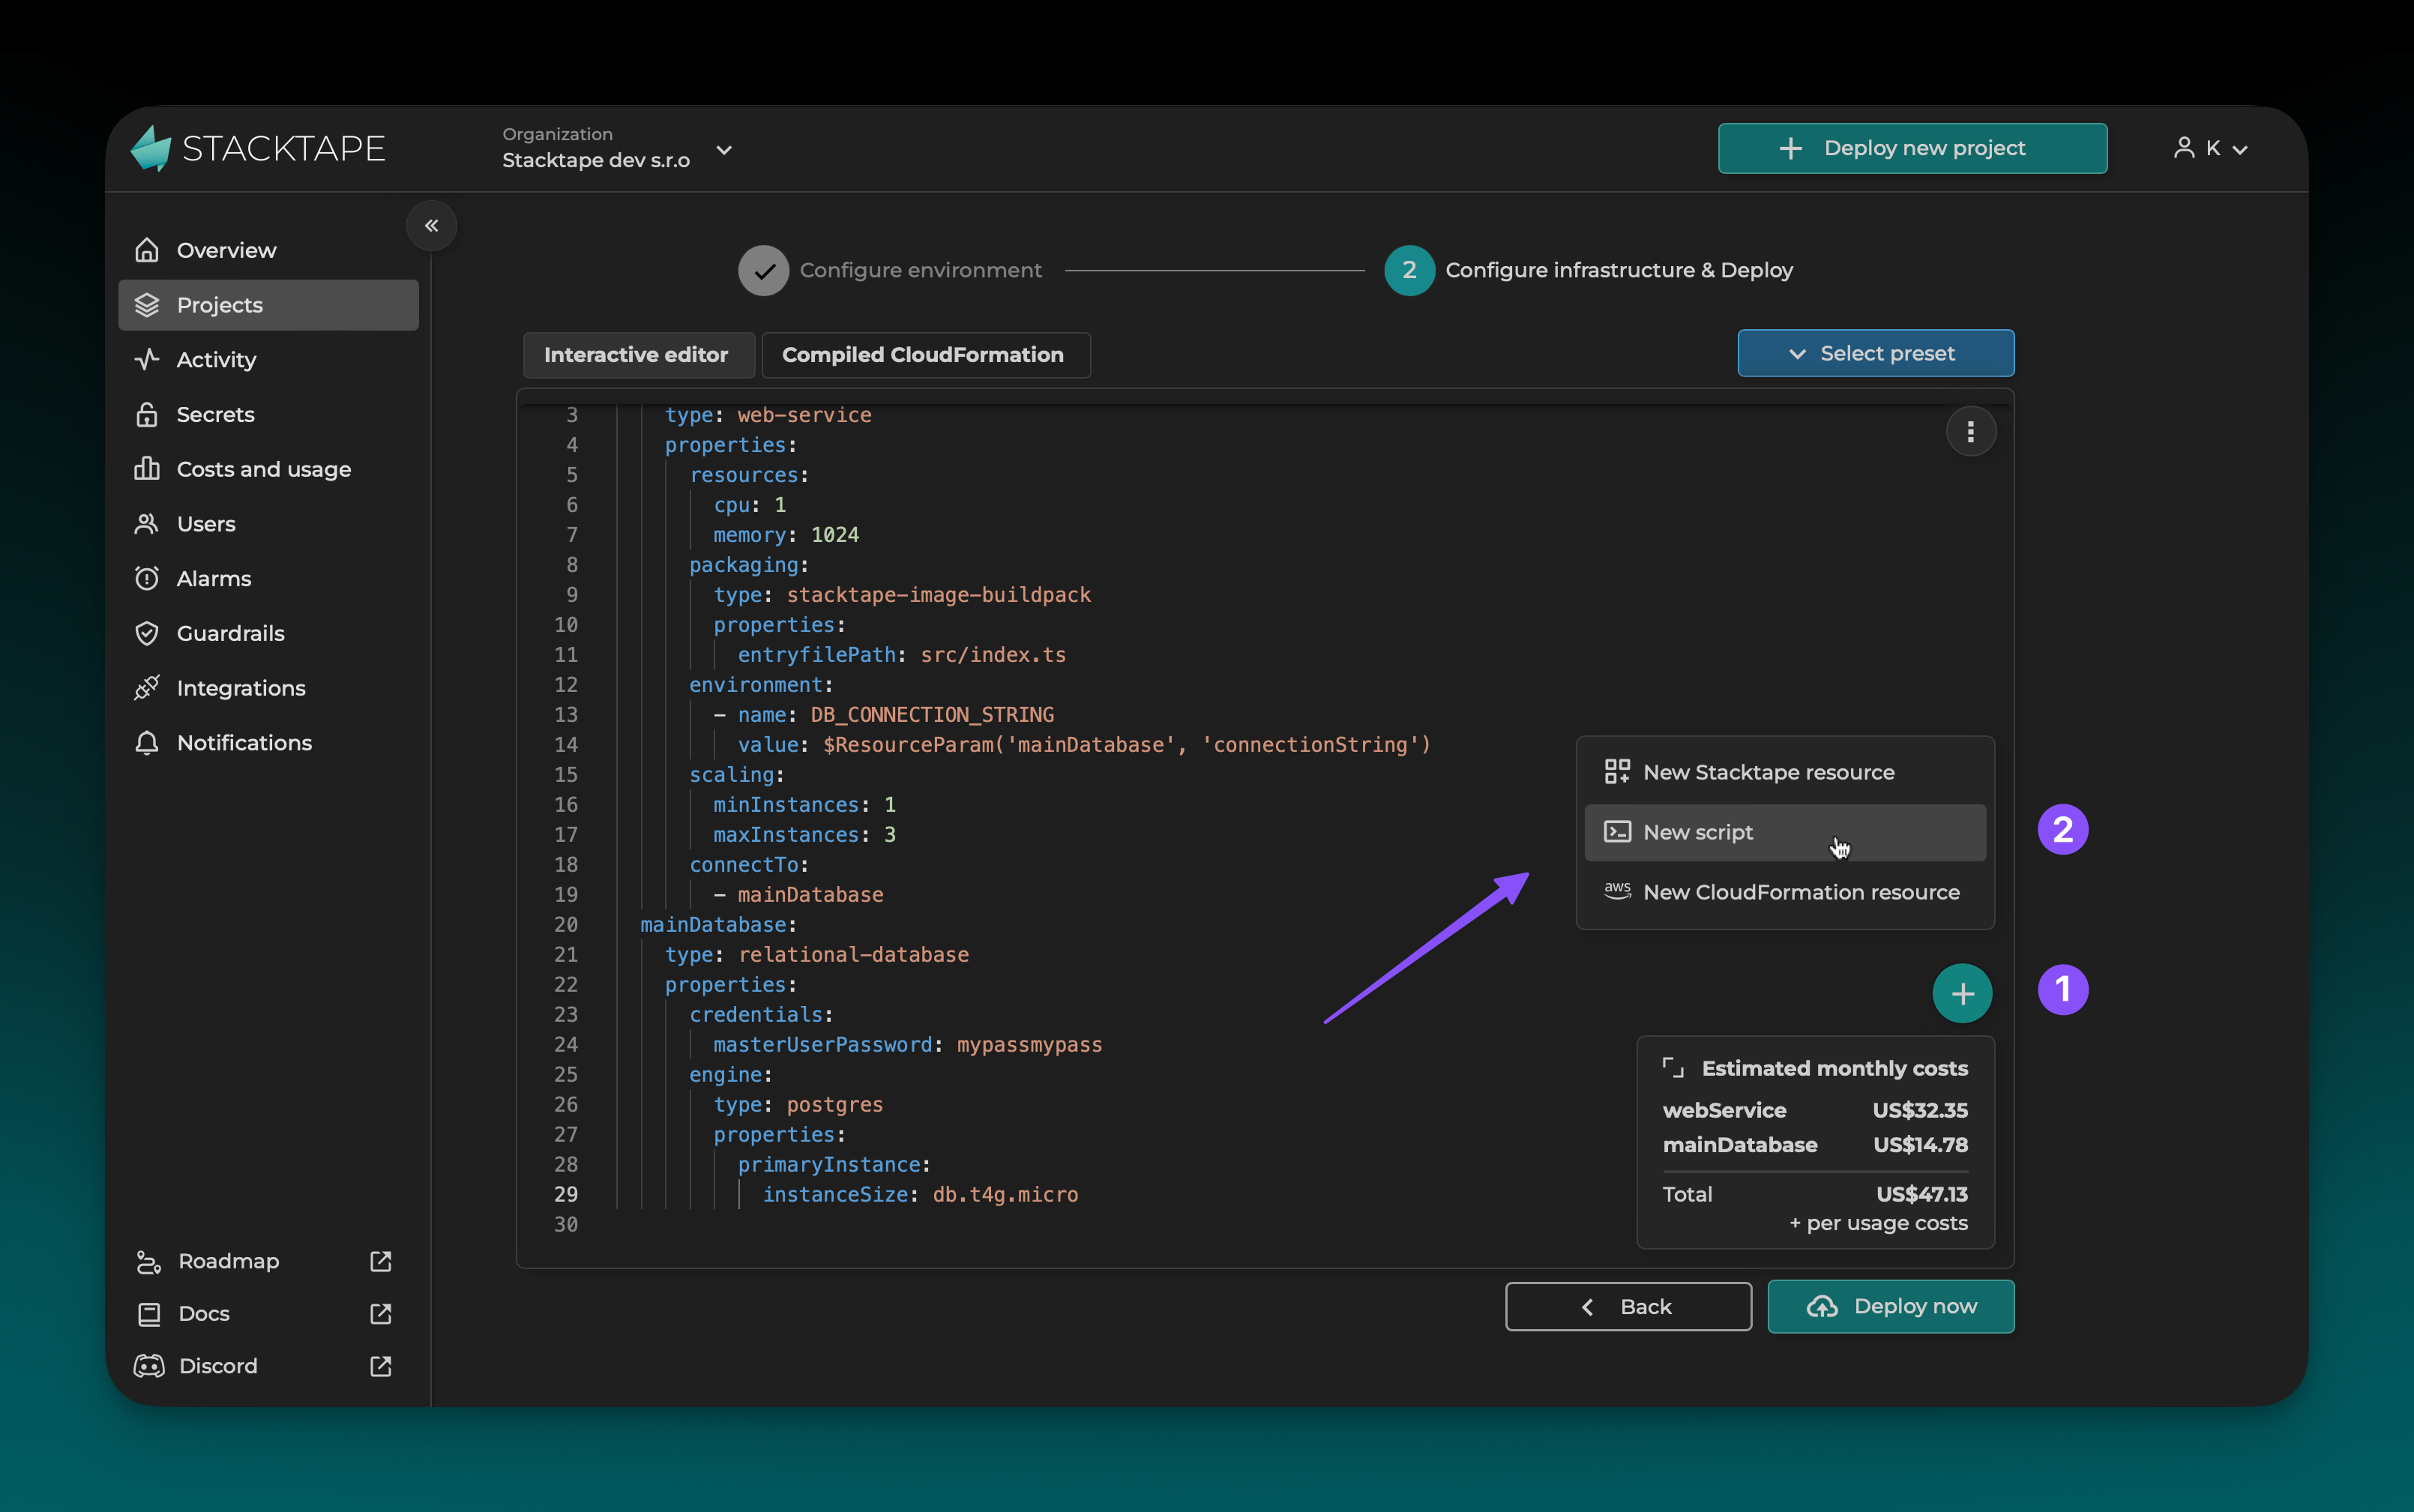 STACKTAPE
Organization
Stacktape dev s.r.o
Deploy new project
K
Overview
Projects
Activity
Secrets
Costs and usage
Users
Alarms
Guardrails
Integrations
Notifications
Roadmap
Docs
Discord
Configure environment
2 Configure infrastructure & Deploy
Interactive editor
Compiled CloudFormation
Select preset
3 type: web-service
4 properties:
5 resources:
6 cpu: 1
7 memory: 1024
8 packaging:
9 type: stacktape-image-buildpack
10 properties:
11 entryfilePath: src/index.ts
12 environment:
13 - name: DB_CONNECTION_STRING
14 value: $ResourceParam('mainDatabase', 'connectionString')
15 scaling:
16 minInstances: 1
17 maxInstances: 3
18 connectTo:
19 - mainDatabase
20 mainDatabase:
21 type: relational-database
22 properties:
23 credentials:
24 masterUserPassword: mypassmypass
25 engine:
26 type: postgres
27 properties:
28 primaryInstance:
29 instanceSize: db.t4g.micro
30
New Stacktape resource
New script
2
aws New CloudFormation resource
1
Estimated monthly costs
webService US$32.35
mainDatabase US$14.78
Total US$47.13
+ per usage costs
Back
Deploy now